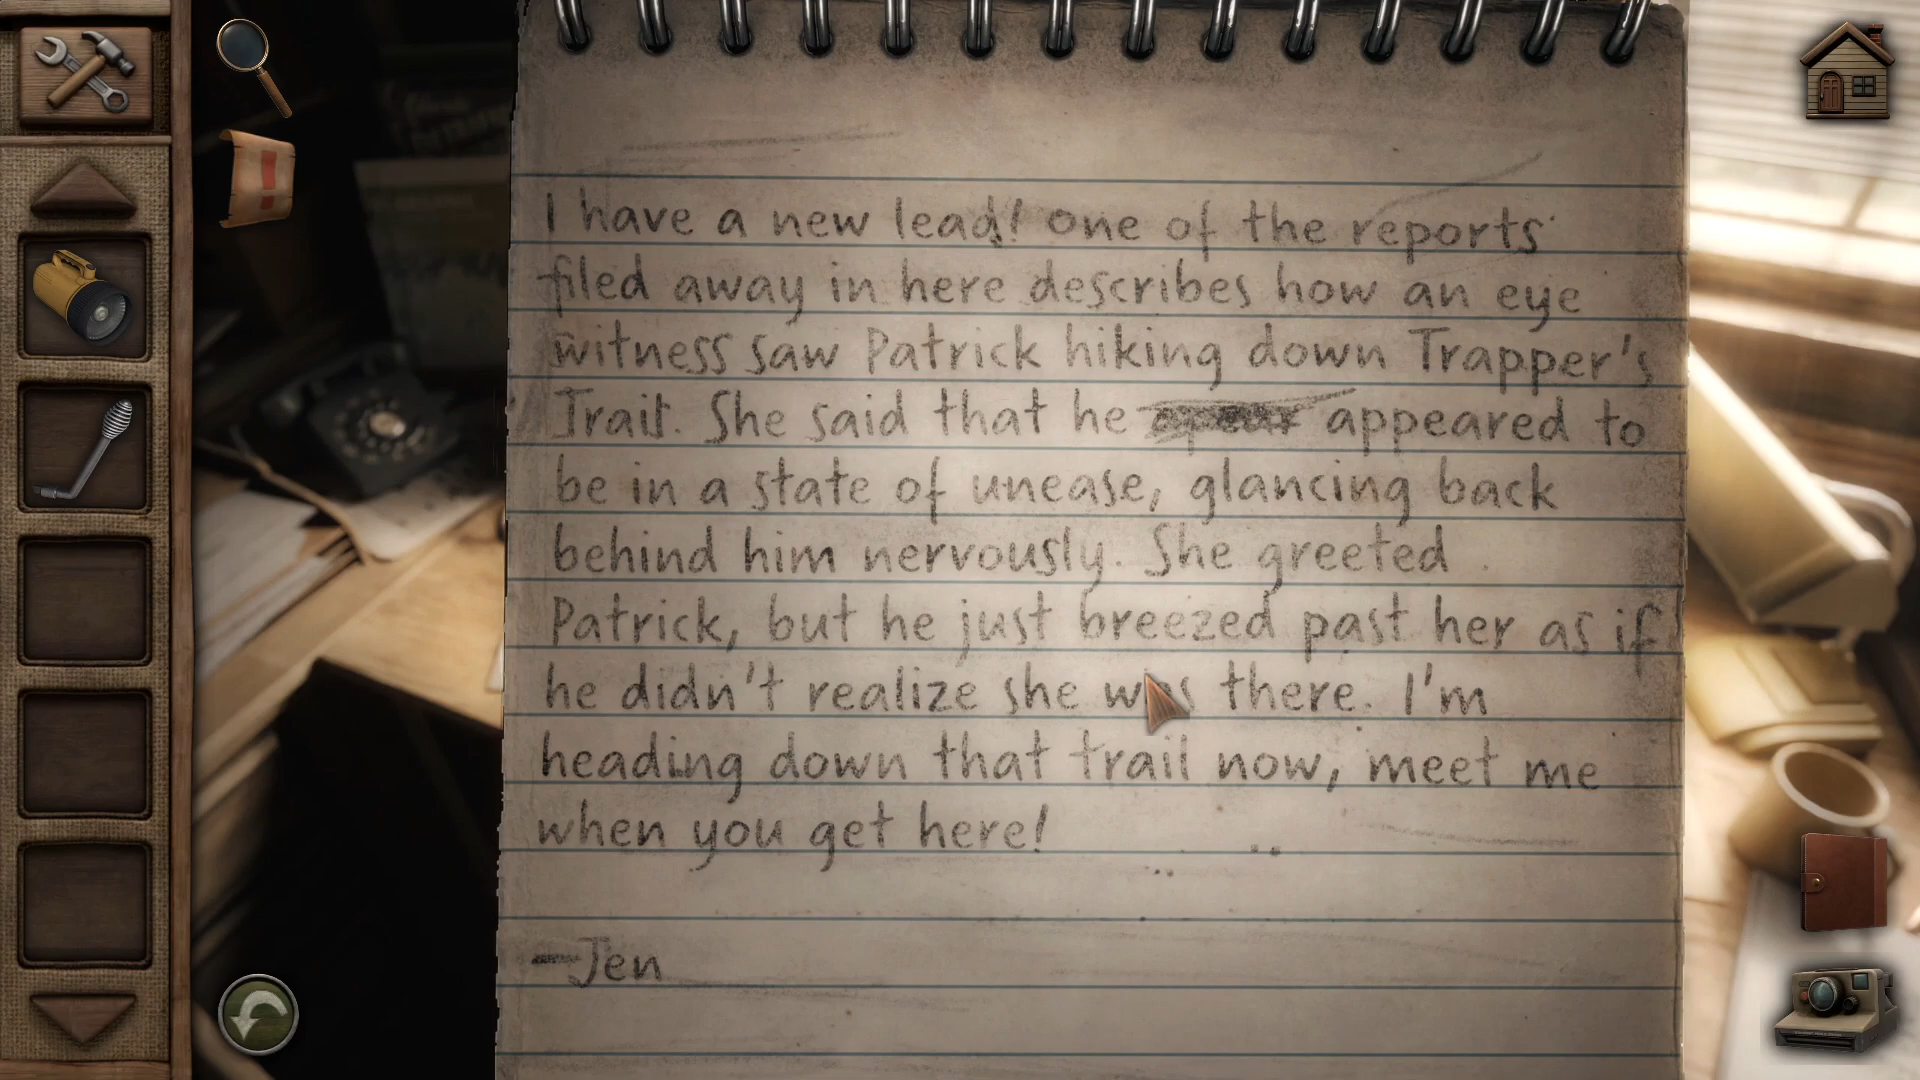 I have a new lead! One of the reports
filed away in here describes how an eye
witness saw Patrick hiking down Trapper's
Trail. She said that he appeared to
be in a state of unease, glancing back
behind him nervously. She greeted
Patrick, but he just breezed past her as if
he didn't realize she was there. I'm
heading down that trail now, meet me
when you get here!
-Jen